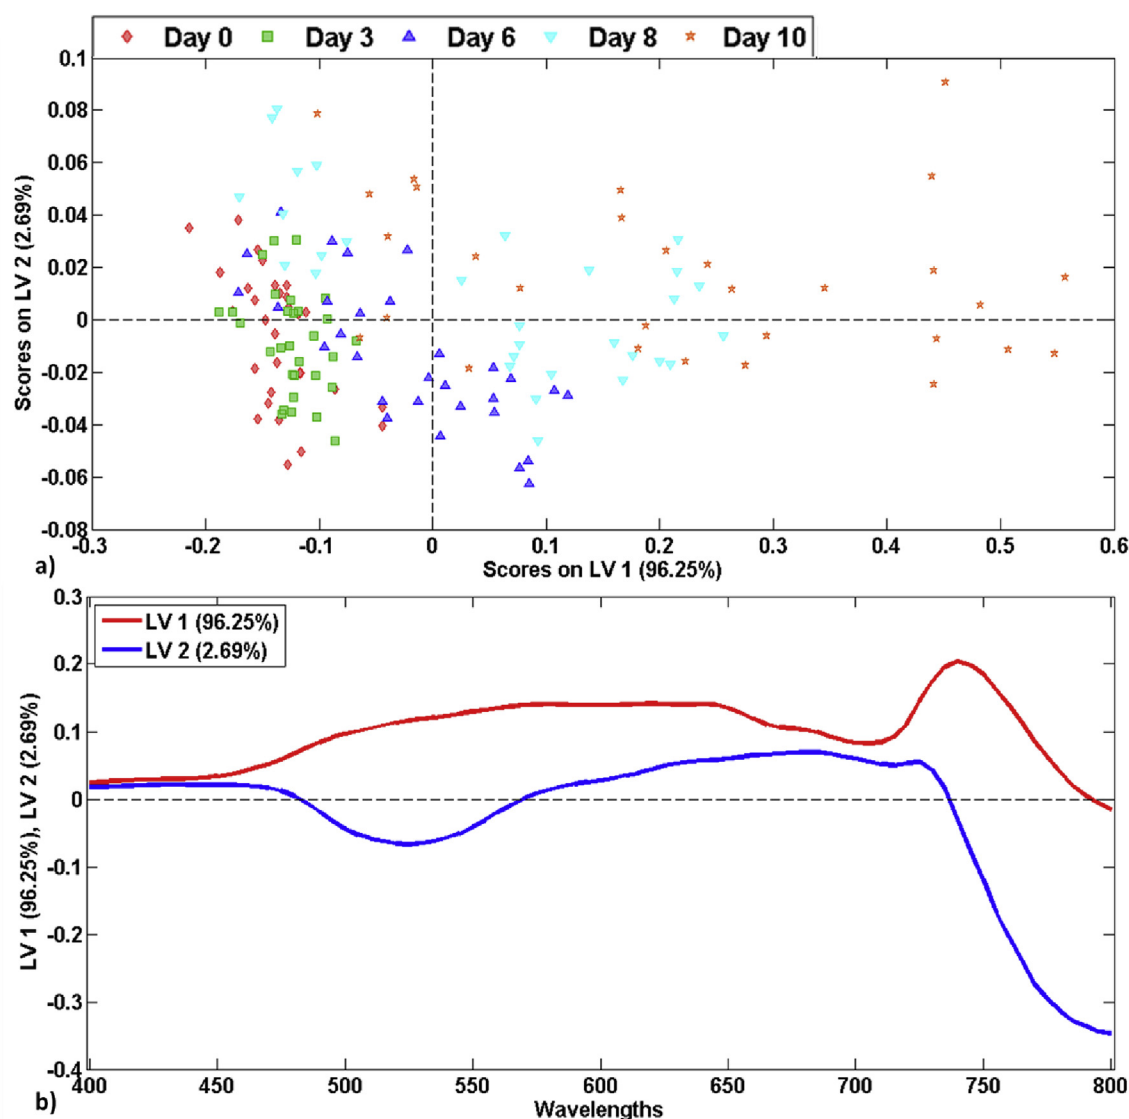 Day 0 Day 3 Day 6 Day 8 Day 10
0.1
0.08
0.06
0.04
0.02
0
-0.02
-0.04
-0.06
-0.08
Scores on LV 2 (2.69%)
-0.3 -0.2 -0.1 0 0.1 0.2 0.3 0.4 0.5 0.6
a)
Scores on LV 1 (96.25%)
LV 1 (96.25%)
LV 2 (2.69%)
0.3
0.2
0.1
0
-0.1
-0.2
-0.3
-0.4
LV 1 (96.25%), LV 2 (2.69%)
400 450 500 550 600 650 700 750 800
b)
Wavelengths